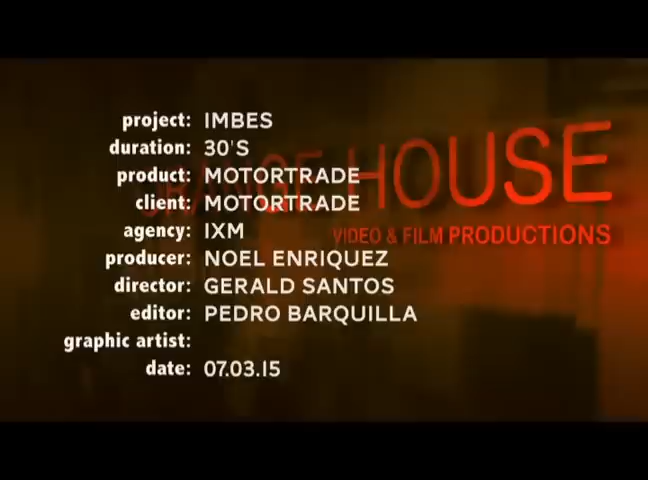 project: IMBES
duration: 30'S
product: MOTORTRADE
client: MOTORTRADE
agency: IXM
producer: NOEL ENRIQUEZ
director: GERALD SANTOS
editor: PEDRO BARQUILLA
graphic artist:
date: 07.03.15
ORANGE HOUSE
VIDEO & FILM PRODUCTIONS